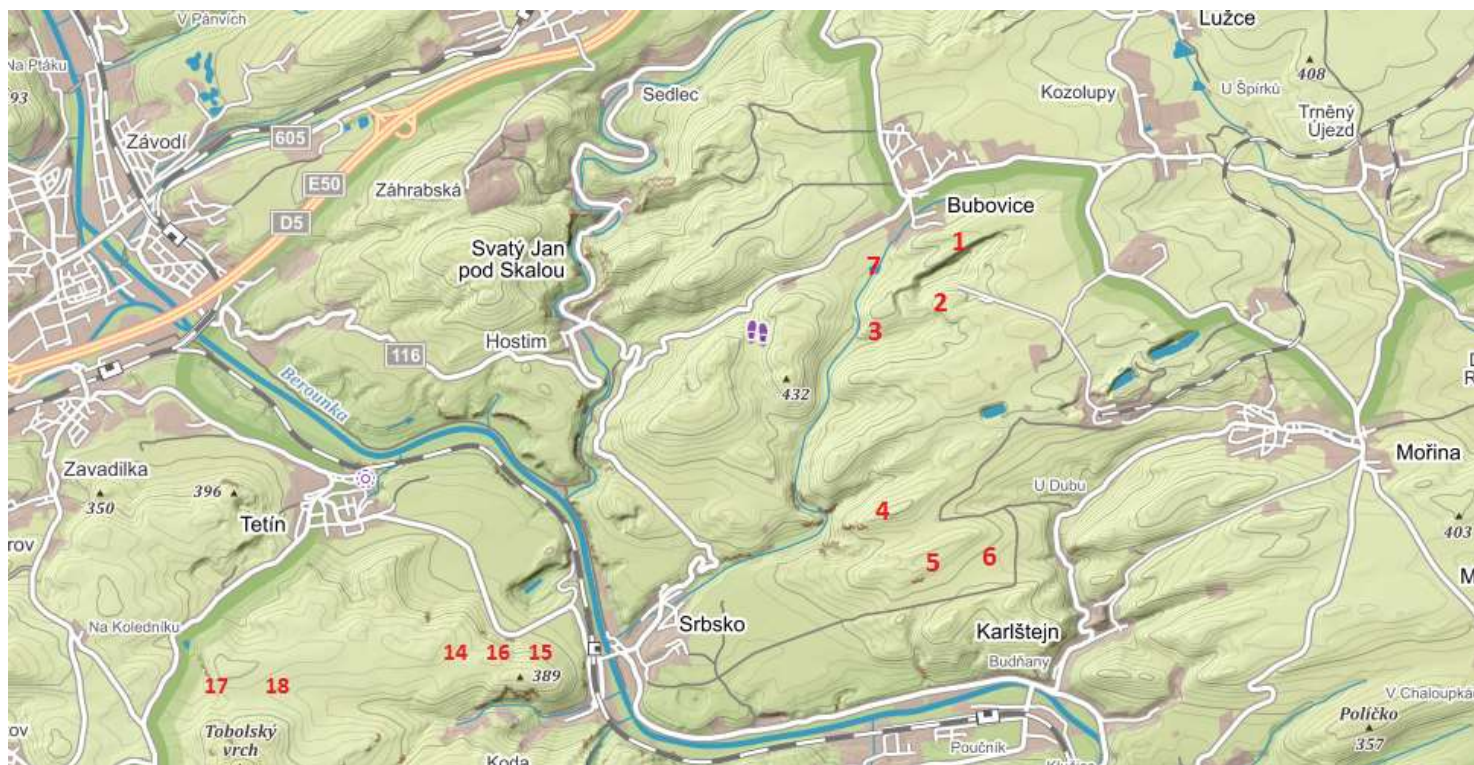 V Pánvích
Lužce
Na Ptáku
408
Sedlec
Kozolupy
U Špírků
Trněný
Újezd
Závodí
605
E50
Záhrabská
D5
Bubovice
1
Svatý Jan
pod Skalou
7
2
3
Hostim
116
432
Berounka
Mořina
Zavadilka
396
350
U Dubu
Tetín
4
403
rov
5
6
M
Na Koledníku
Srbsko
Karlštejn
14
16
15
389
Budňany
17
18
V Chaloupkác
ov
Tobolský
vrch
Políčko
357
Poučník
Koda